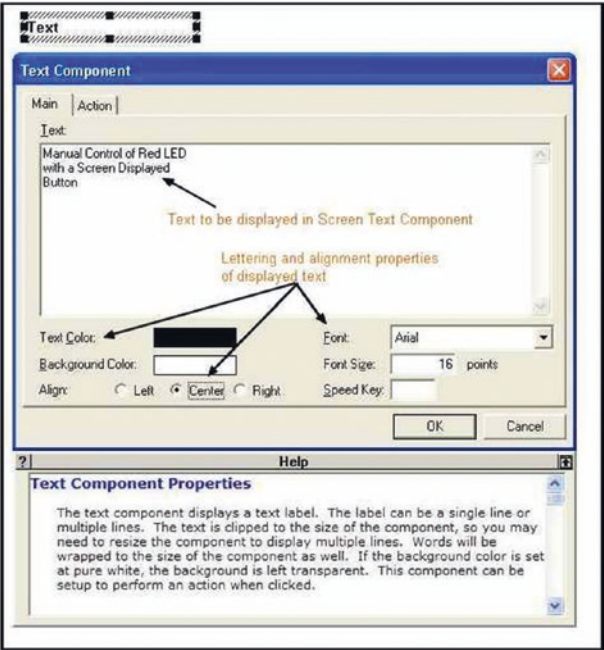 Text
Text Component
Main
Action
Text:
Manual Control of Red LED
with a Screen Displayed
Button
Text to be displayed in Screen Text Component
Lettering and alignment properties
of displayed text
Text Color:
Font: Arial
Background Color:
Font Size: 16 points
Align: Left Center Right
Speed Key:
OK Cancel
? Help
Text Component Properties
The text component displays a text label. The label can be a single line or
multiple lines. The text is clipped to the size of the component, so you may
need to resize the component to display multiple lines. Words will be
wrapped to the size of the component as well. If the background color is set
at pure white, the background is left transparent. This component can be
setup to perform an action when clicked.